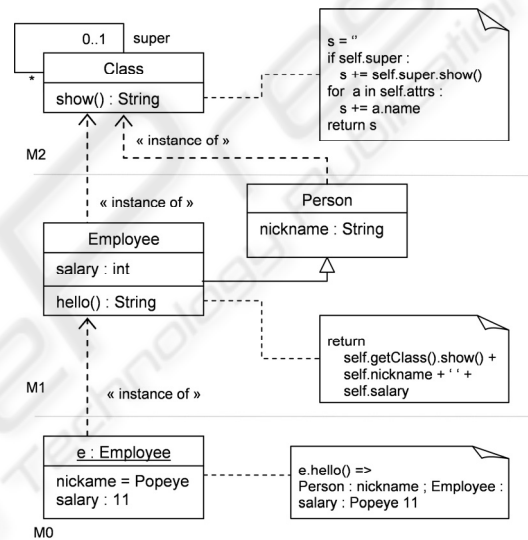 0..1 super
*
Class
show() : String
s = ‘’
if self.super :
s += self.super.show()
for a in self.attrs :
s += a.name
return s
« instance of »
M2
« instance of »
Person
nickname : String
Employee
salary : int
hello() : String
return
self.getClass().show() +
self.nickname + ‘ ‘ +
self.salary
M1
« instance of »
e : Employee
nickame = Popeye
salary : 11
e.hello() =>
Person : nickname ; Employee :
salary : Popeye 11
M0